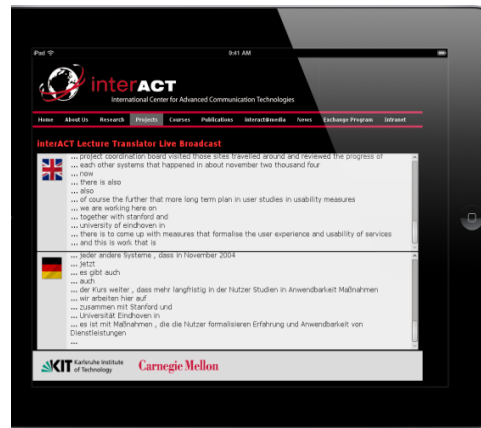 iPad 9:41 AM
interACT
International Center for Advanced Communication Technologies
Home About Us Research Projects Courses Publications interact@media News Exchange Program Intranet
interACT Lecture Translator Live Broadcast
... project coordination board visited those sites travelled around and reviewed the progress of
... each other systems that happened in about november two thousand four
... now
... there is also
... also
... of course the further that more long term plan in user studies in usability measures
... we are working here on
... together with stanford and
... university of eindhoven in
... there is to come up with measures that formalise the user experience and usability of services
... and this is work that is
... jeder andere Systeme , dass in November 2004
... jetzt
... es gibt auch
... auch
... der Kurs weiter , dass mehr langfristig in der Nutzer Studien in Anwendbarkeit Maßnahmen
... wir arbeiten hier auf
... zusammen mit Stanford und
... Universität Eindhoven in
... es ist mit Maßnahmen , die die Nutzer formalisieren Erfahrung und Anwendbarkeit von
Dienstleistungen
...
KIT Karlsruhe Institute
of Technology
Carnegie Mellon